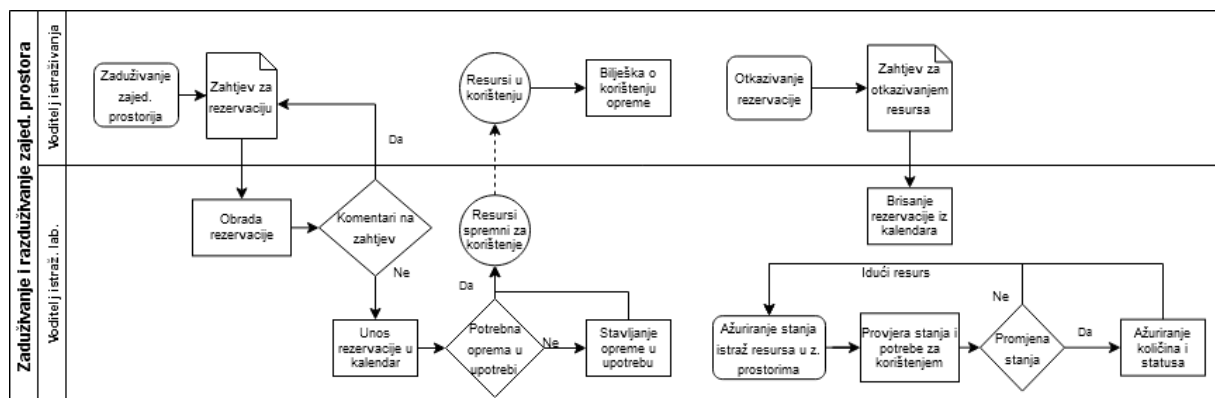 Zaduživanje i razduživanje zajed. prostora
Voditelj istraživanja
Zaduživanje
zajed.
prostorija
Zahtjev za
rezervaciju
Da
Resursi u
korištenju
Bilješka o
korištenju
opreme
Otkazivanje
rezervacije
Zahtjev za
otkazivanjem
resursa
Voditelj istraž. lab.
Obrada
rezervacije
Komentari na
zahtjev
Ne
Unos
rezervacije u
kalendar
Resursi
spremni za
korištenje
Da
Potrebna
oprema u
upotrebi
Ne
Stavljanje
opreme u
upotrebu
Brisanje
rezervacije iz
kalendara
Idući resurs
Ažuriranje stanja
istraž resursa u z.
prostorima
Provjera stanja i
potrebe za
korištenjem
Ne
Promjena
stanja
Da
Ažuriranje
količina i
statusa